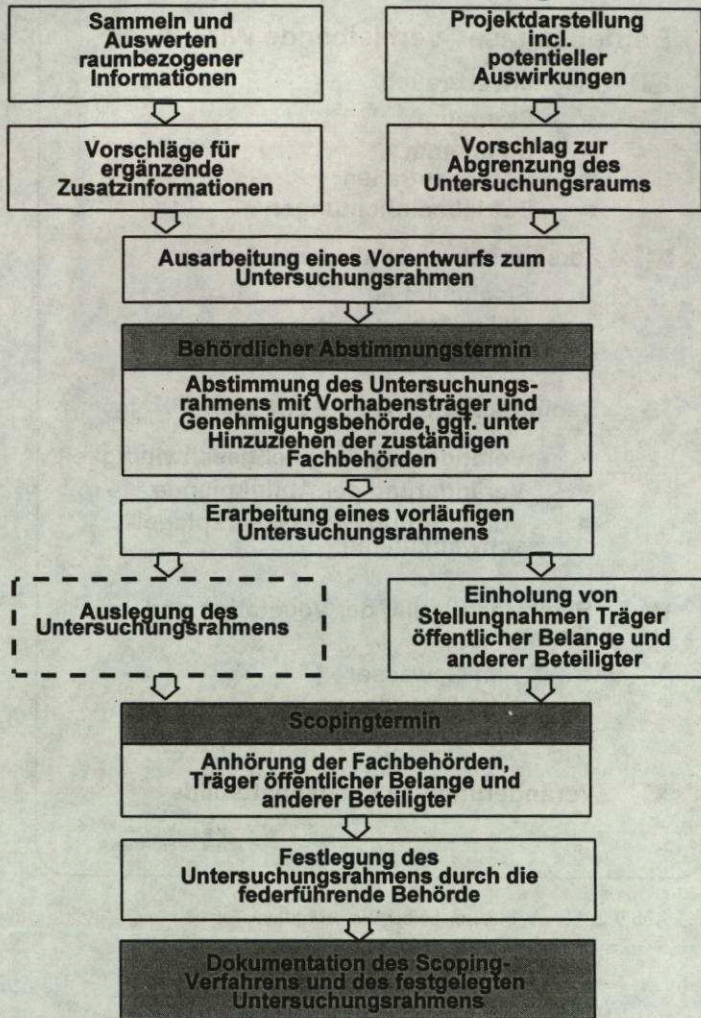 Sammeln und
Auswerten
raumbezogener
Informationen
Projektdarstellung
incl.
potentieller
Auswirkungen
Vorschläge für
ergänzende
Zusatzinformationen
Vorschlag zur
Abgrenzung des
Untersuchungsraums
Ausarbeitung eines Vorentwurfs zum
Untersuchungsrahmen
Behördlicher Abstimmungstermin
Abstimmung des Untersuchungs-
rahmens mit Vorhabensträger und
Genehmigungsbehörde, ggf. unter
Hinzuziehen der zuständigen
Fachbehörden
Erarbeitung eines vorläufigen
Untersuchungsrahmens
Auslegung des
Untersuchungsrahmens
Einholung von
Stellungnahmen Träger
öffentlicher Belange und
anderer Beteiligter
Scopingtermin
Anhörung der Fachbehörden,
Träger öffentlicher Belange und
anderer Beteiligter
Festlegung des
Untersuchungsrahmens durch die
federführende Behörde
Dokumentation des Scoping-
Verfahrens und des festgelegten
Untersuchungsrahmens